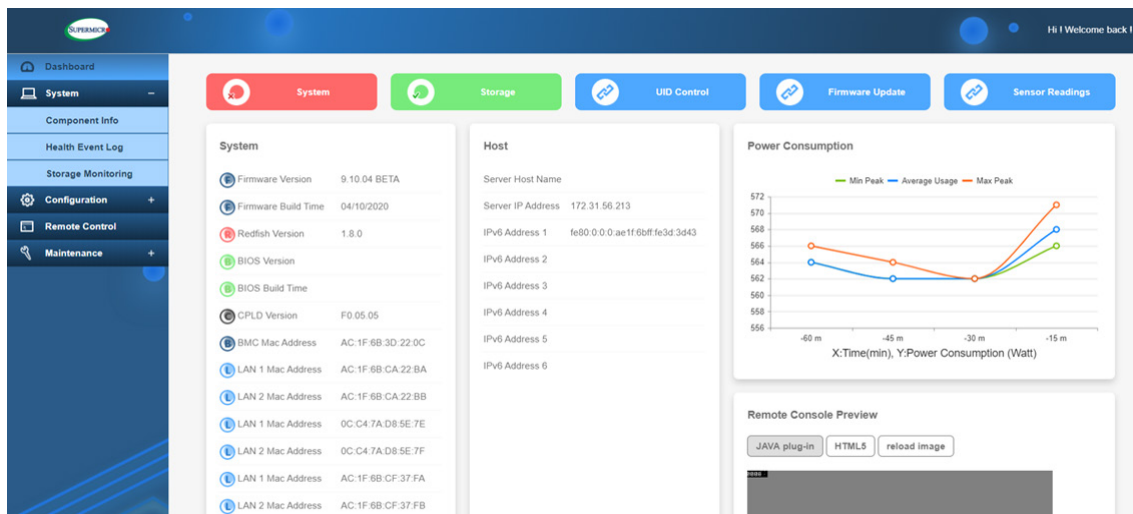 SUPERMICR
Hi ! Welcome back !
Dashboard
System −
Component Info
Health Event Log
Storage Monitoring
Configuration +
Remote Control
Maintenance +
System
Storage
UID Control
Firmware Update
Sensor Readings
System
Firmware Version 9.10.04 BETA
Firmware Build Time 04/10/2020
Redfish Version 1.8.0
BIOS Version
BIOS Build Time
CPLD Version F0.05.05
BMC Mac Address AC:1F:6B:3D:22:0C
LAN 1 Mac Address AC:1F:6B:CA:22:BA
LAN 2 Mac Address AC:1F:6B:CA:22:BB
LAN 1 Mac Address 0C:C4:7A:D8:5E:7E
LAN 2 Mac Address 0C:C4:7A:D8:5E:7F
LAN 1 Mac Address AC:1F:6B:CF:37:FA
LAN 2 Mac Address AC:1F:6B:CF:37:FB
Host
Server Host Name
Server IP Address 172.31.56.213
IPv6 Address 1 fe80:0:0:0:ae1f:6bff:fe3d:3d43
IPv6 Address 2
IPv6 Address 3
IPv6 Address 4
IPv6 Address 5
IPv6 Address 6
Power Consumption
Min Peak Average Usage Max Peak
572
570
568
566
564
562
560
558
556
-60 m -45 m -30 m -15 m
X:Time(min), Y:Power Consumption (Watt)
Remote Console Preview
JAVA plug-in HTML5 reload image